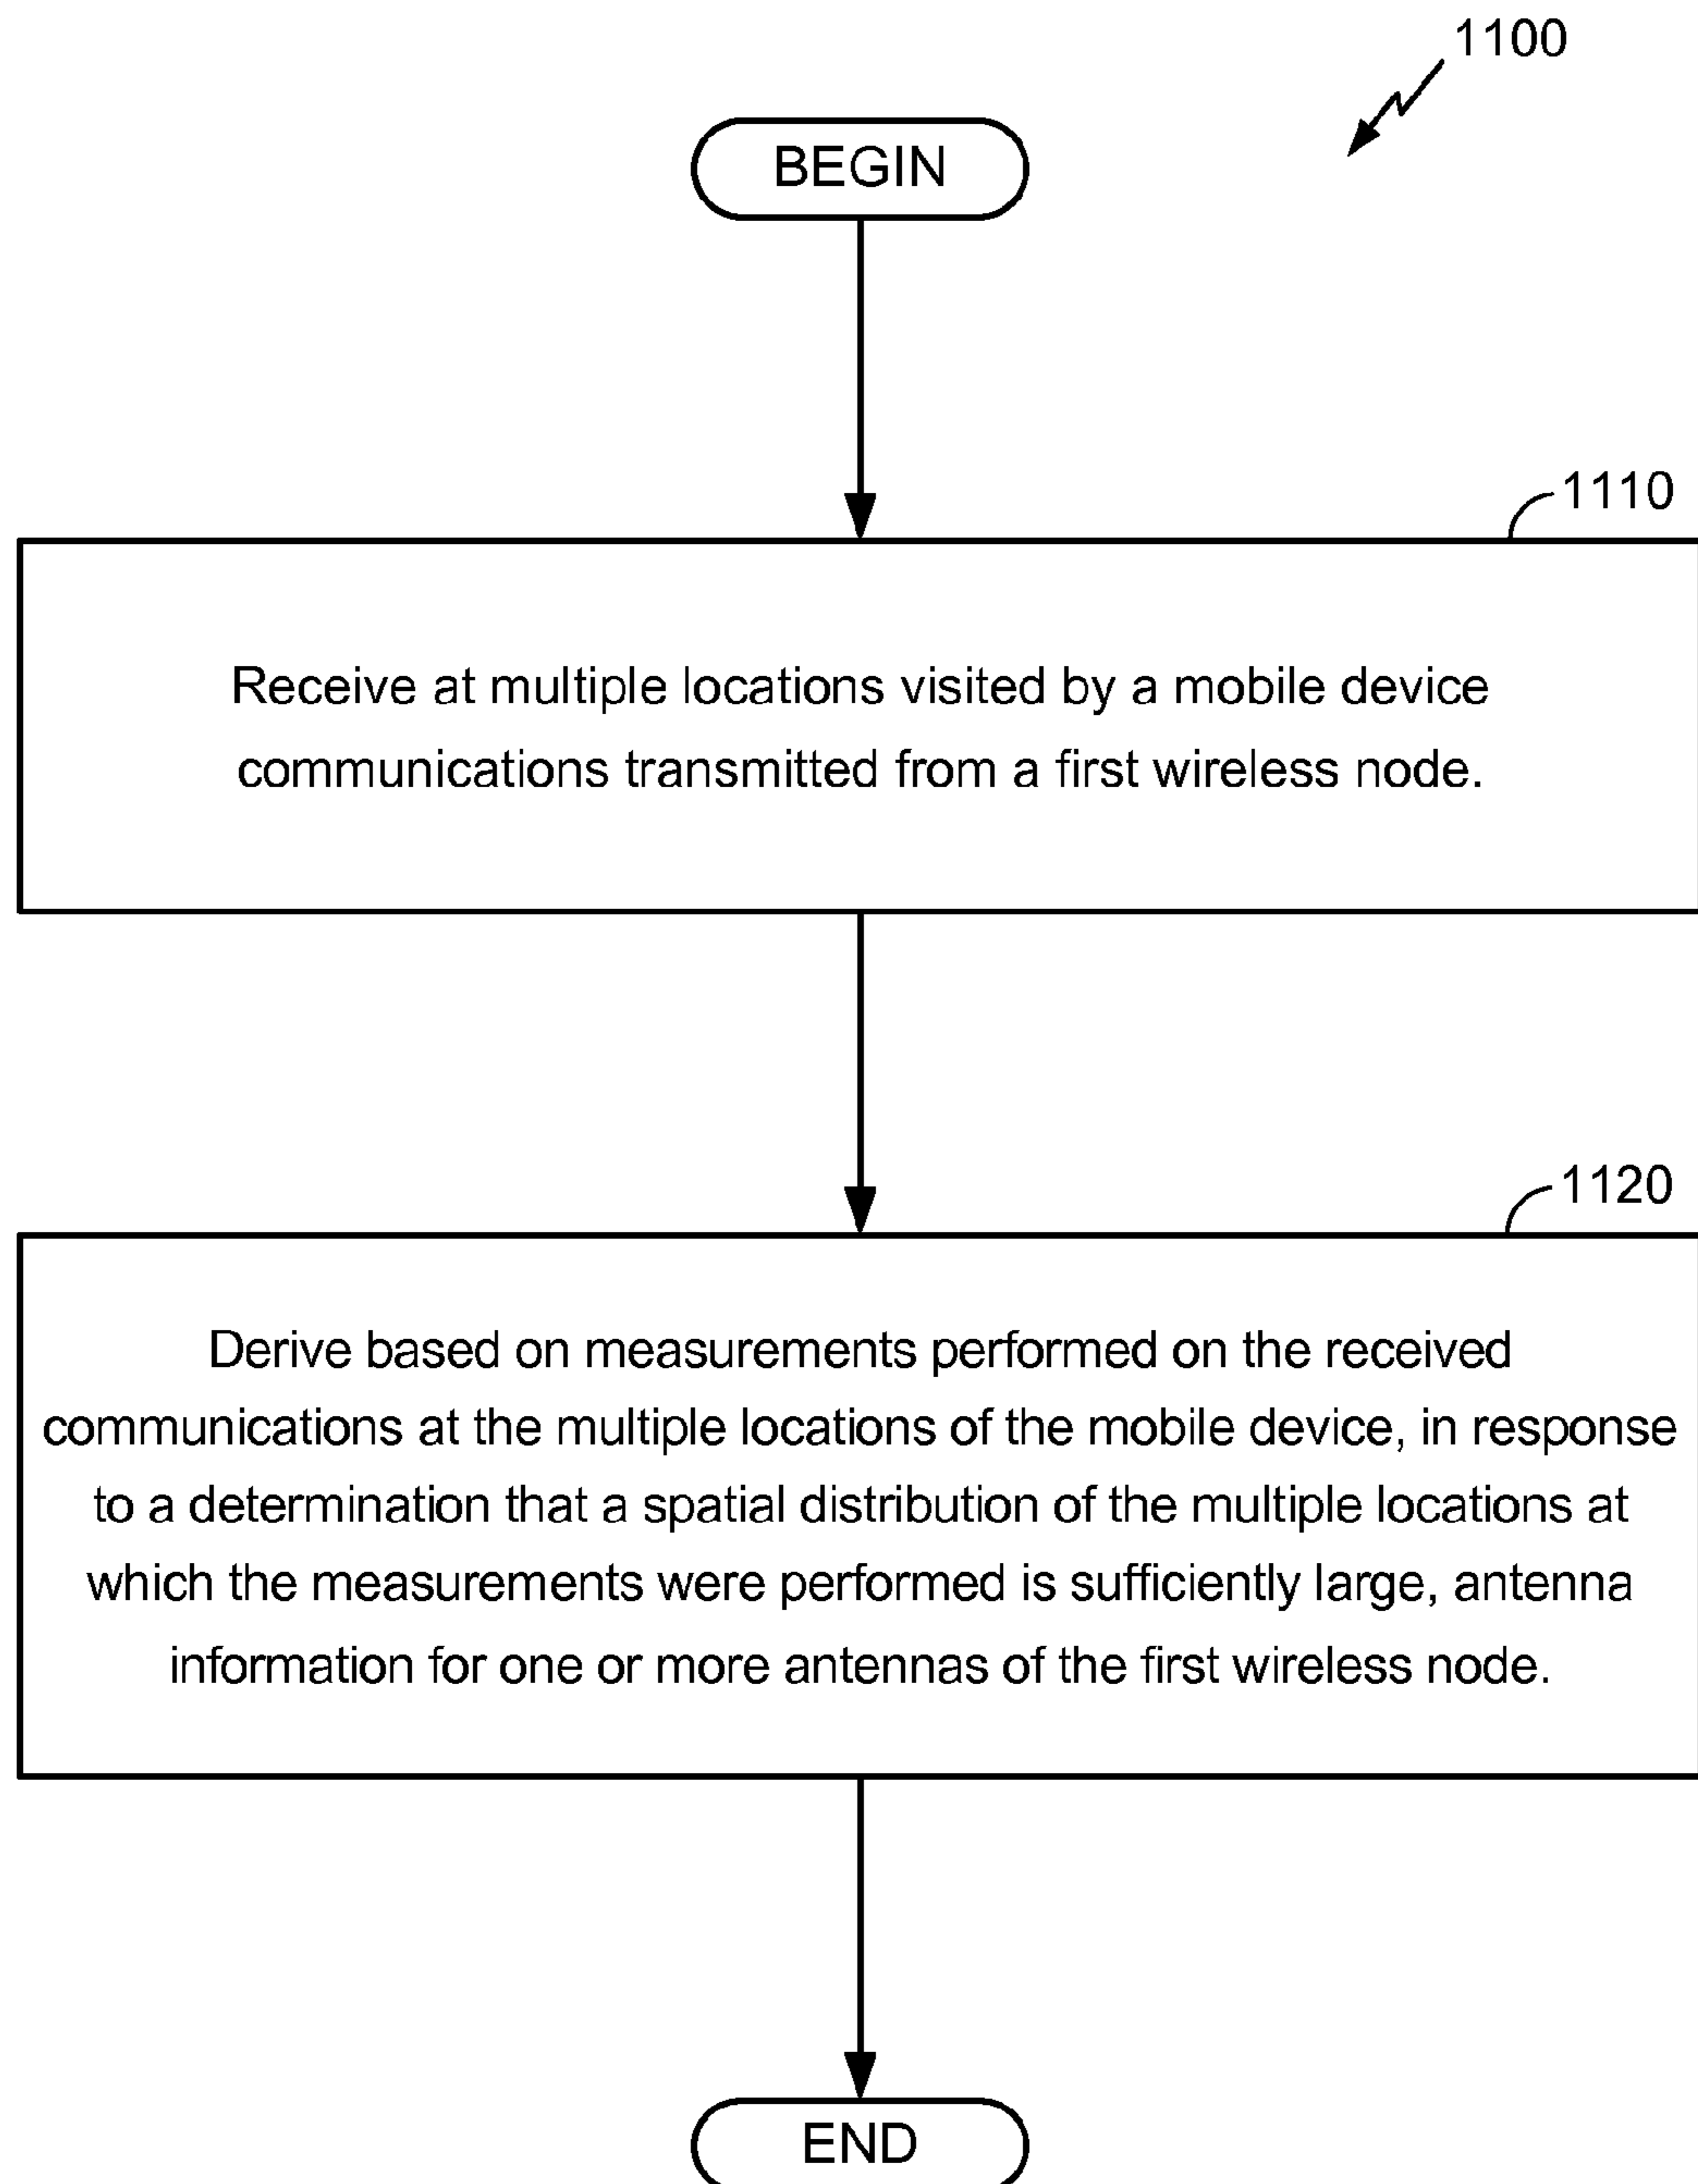 1100
BEGIN
1110
Receive at multiple locations visited by a mobile device
communications transmitted from a first wireless node.
1120
Derive based on measurements performed on the received
communications at the multiple locations of the mobile device, in response
to a determination that a spatial distribution of the multiple locations at
which the measurements were performed is sufficiently large, antenna
information for one or more antennas of the first wireless node.
END